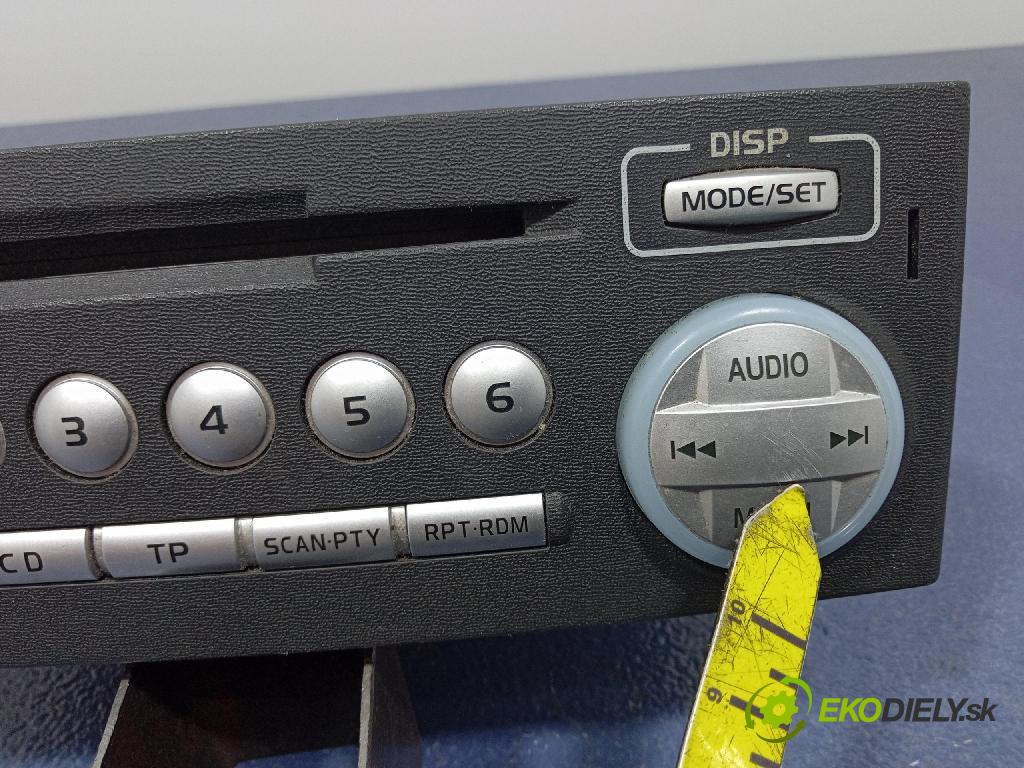 DISP
MODE/SET
AUDIO
3 4 5 6
CD TP SCAN·PTY RPT·RDM
10
9
EKODIELY.sk